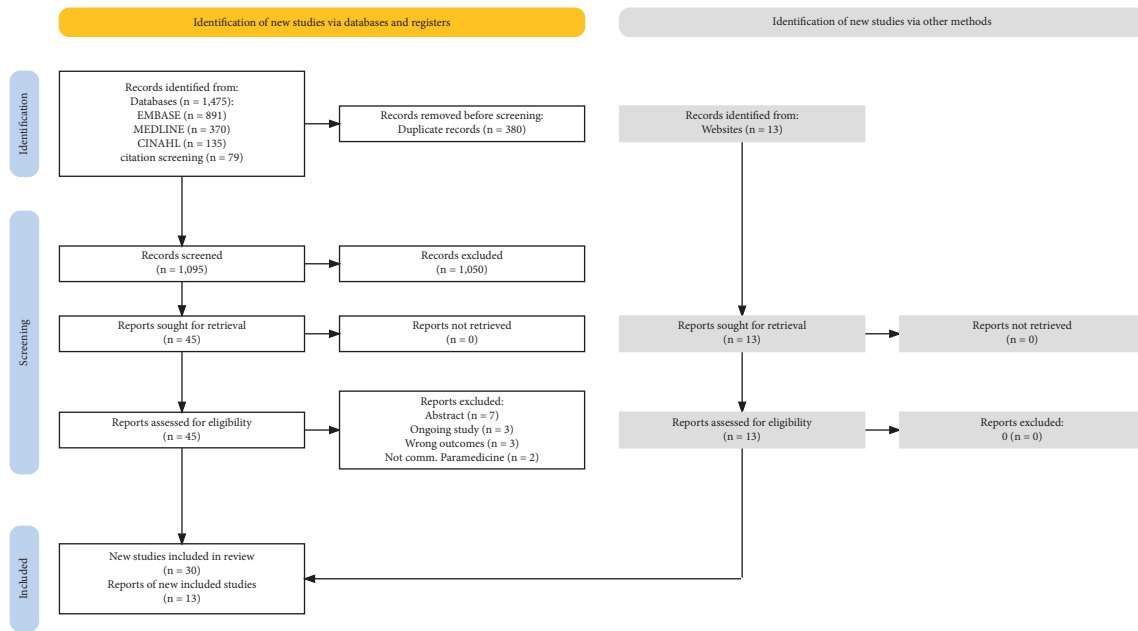 Identification of new studies via databases and registers
Identification of new studies via other methods
Identification
Records identified from:
Databases (n = 1,475):
EMBASE (n = 891)
MEDLINE (n = 370)
CINAHL (n = 135)
citation screening (n = 79)
Records removed before screening:
Duplicate records (n = 380)
Records identified from:
Websites (n = 13)
Screening
Records screened
(n = 1,095)
Records excluded
(n = 1,050)
Reports sought for retrieval
(n = 45)
Reports not retrieved
(n = 0)
Reports sought for retrieval
(n = 13)
Reports not retrieved
(n = 0)
Reports assessed for eligibility
(n = 45)
Reports excluded:
Abstract (n = 7)
Ongoing study (n = 3)
Wrong outcomes (n = 3)
Not comm. Paramedicine (n = 2)
Reports assessed for eligibility
(n = 13)
Reports excluded:
0 (n = 0)
Included
New studies included in review
(n = 30)
Reports of new included studies
(n = 13)